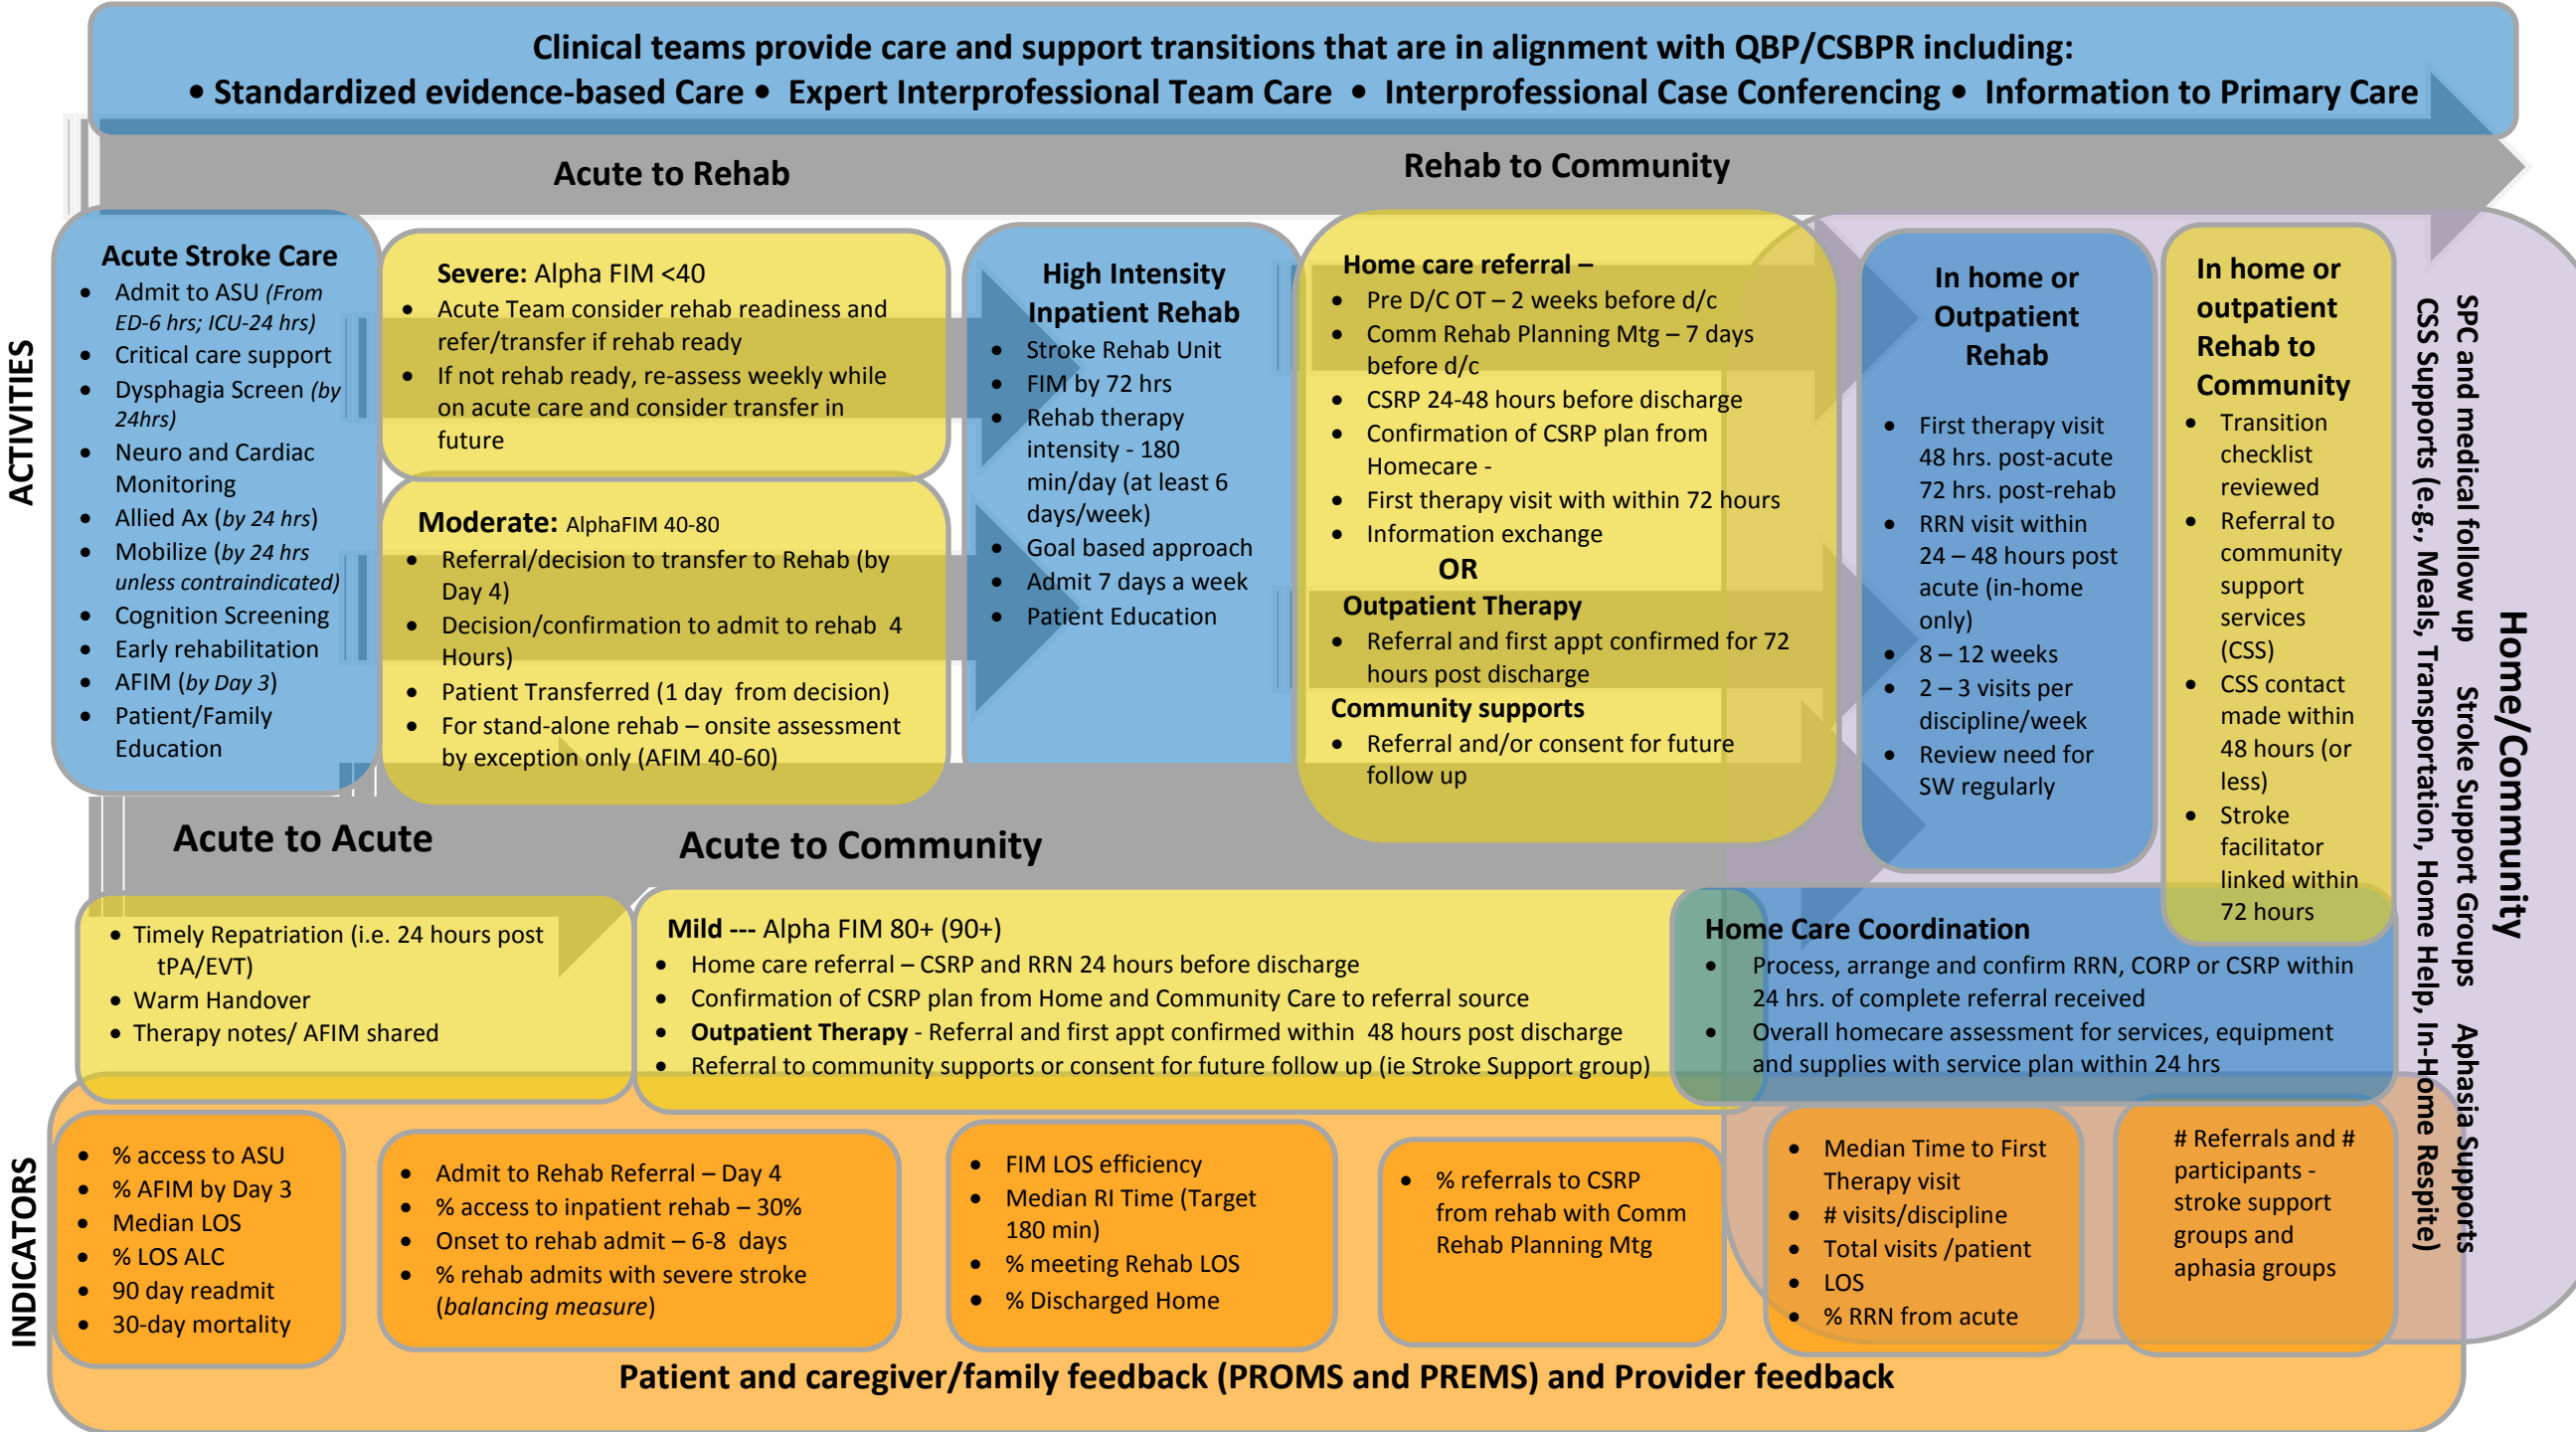 Clinical teams provide care and support transitions that are in alignment with QBP/CSBPR including:
• Standardized evidence-based Care • Expert Interprofessional Team Care • Interprofessional Case Conferencing • Information to Primary Care
Acute to Rehab
Rehab to Community
ACTIVITIES
Acute Stroke Care
• Admit to ASU (From
ED-6 hrs; ICU-24 hrs)
• Critical care support
• Dysphagia Screen (by
24hrs)
• Neuro and Cardiac
Monitoring
• Allied Ax (by 24 hrs)
• Mobilize (by 24 hrs
unless contraindicated)
• Cognition Screening
• Early rehabilitation
• AFIM (by Day 3)
• Patient/Family
Education
Severe: Alpha FIM <40
• Acute Team consider rehab readiness and
refer/transfer if rehab ready
• If not rehab ready, re-assess weekly while
on acute care and consider transfer in
future
Moderate: AlphaFIM 40-80
• Referral/decision to transfer to Rehab (by
Day 4)
• Decision/confirmation to admit to rehab 4
Hours)
• Patient Transferred (1 day from decision)
• For stand-alone rehab – onsite assessment
by exception only (AFIM 40-60)
High Intensity
Inpatient Rehab
• Stroke Rehab Unit
• FIM by 72 hrs
• Rehab therapy
intensity - 180
min/day (at least 6
days/week)
• Goal based approach
• Admit 7 days a week
• Patient Education
Home care referral –
• Pre D/C OT – 2 weeks before d/c
• Comm Rehab Planning Mtg – 7 days
before d/c
• CSRP 24-48 hours before discharge
• Confirmation of CSRP plan from
Homecare -
• First therapy visit with within 72 hours
• Information exchange
OR
Outpatient Therapy
• Referral and first appt confirmed for 72
hours post discharge
Community supports
• Referral and/or consent for future
follow up
In home or
Outpatient
Rehab
• First therapy visit
48 hrs. post-acute
72 hrs. post-rehab
• RRN visit within
24 – 48 hours post
acute (in-home
only)
• 8 – 12 weeks
• 2 – 3 visits per
discipline/week
• Review need for
SW regularly
In home or
outpatient
Rehab to
Community
• Transition
checklist
reviewed
• Referral to
community
support
services
(CSS)
• CSS contact
made within
48 hours (or
less)
• Stroke
facilitator
linked within
72 hours
Home/Community
SPC and medical follow up Stroke Support Groups Aphasia Supports
CSS Supports (e.g., Meals, Transportation, Home Help, In-Home Respite)
Acute to Acute
Acute to Community
• Timely Repatriation (i.e. 24 hours post
tPA/EVT)
• Warm Handover
• Therapy notes/ AFIM shared
Mild --- Alpha FIM 80+ (90+)
• Home care referral – CSRP and RRN 24 hours before discharge
• Confirmation of CSRP plan from Home and Community Care to referral source
• Outpatient Therapy - Referral and first appt confirmed within 48 hours post discharge
• Referral to community supports or consent for future follow up (ie Stroke Support group)
Home Care Coordination
• Process, arrange and confirm RRN, CORP or CSRP within
24 hrs. of complete referral received
• Overall homecare assessment for services, equipment
and supplies with service plan within 24 hrs
INDICATORS
• % access to ASU
• % AFIM by Day 3
• Median LOS
• % LOS ALC
• 90 day readmit
• 30-day mortality
• Admit to Rehab Referral – Day 4
• % access to inpatient rehab – 30%
• Onset to rehab admit – 6-8 days
• % rehab admits with severe stroke
(balancing measure)
• FIM LOS efficiency
• Median RI Time (Target
180 min)
• % meeting Rehab LOS
• % Discharged Home
• % referrals to CSRP
from rehab with Comm
Rehab Planning Mtg
• Median Time to First
Therapy visit
• # visits/discipline
• Total visits /patient
• LOS
• % RRN from acute
# Referrals and #
participants -
stroke support
groups and
aphasia groups
Patient and caregiver/family feedback (PROMS and PREMS) and Provider feedback